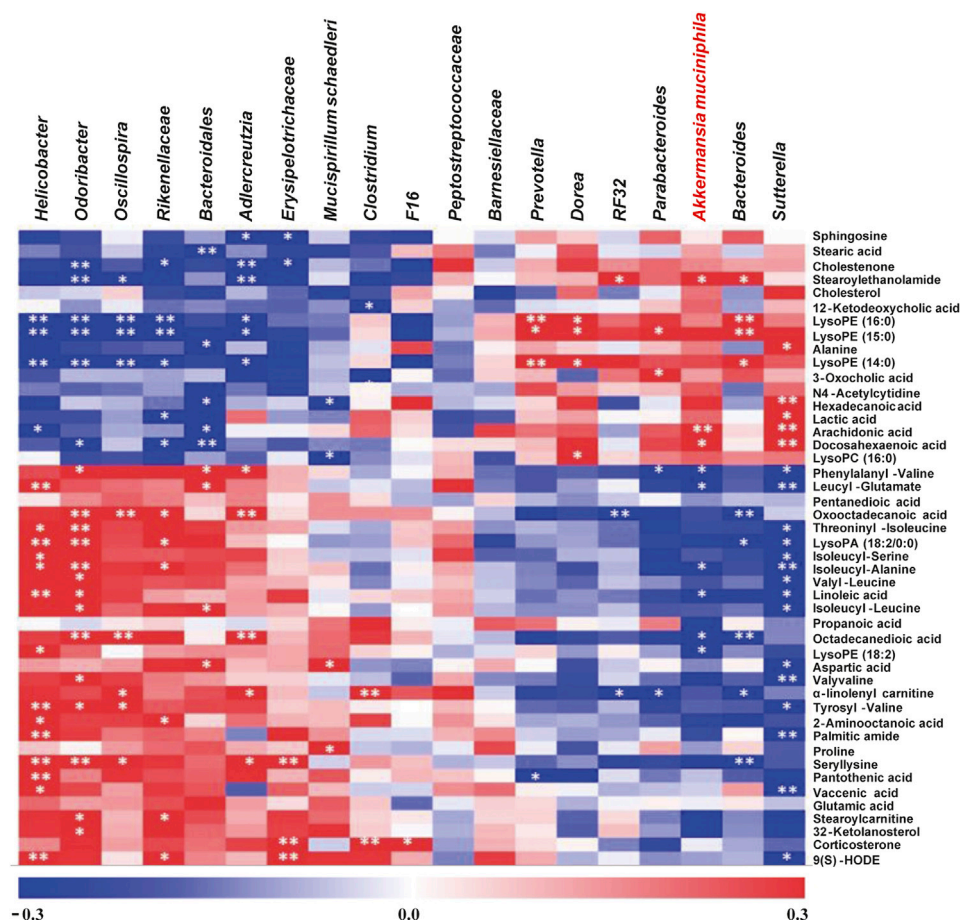 Helicobacter
Odoribacter
Oscillospira
Rikenellaceae
Bacteroidales
Adlercreutzia
Erysipelotrichaceae
Mucispirillum schaedleri
Clostridium
F16
Peptostreptococcaceae
Barnesiellaceae
Prevotella
Dorea
RF32
Parabacteroides
Akkermansia muciniphila
Bacteroides
Sutterella
Sphingosine
Stearic acid
Cholestenone
Stearoylethanolamide
Cholesterol
12-Ketodeoxycholic acid
LysoPE (16:0)
LysoPE (15:0)
Alanine
LysoPE (14:0)
3-Oxocholic acid
N4-Acetylcytidine
Hexadecanoic acid
Lactic acid
Arachidonic acid
Docosahexaenoic acid
LysoPC (16:0)
Phenylalanyl-Valine
Leucyl-Glutamate
Pentanedioic acid
Oxooctadecanoic acid
Threoninyl-Isoleucine
LysoPA (18:2/0:0)
Isoleucyl-Serine
Isoleucyl-Alanine
Valyl-Leucine
Linoleic acid
Isoleucyl-Leucine
Propanoic acid
Octadecanedioic acid
LysoPE (18:2)
Aspartic acid
Valyvaline
α-linolenyl carnitine
Tyrosyl-Valine
2-Aminooctanoic acid
Palmitic amide
Proline
Seryllysine
Pantothenic acid
Vaccenic acid
Glutamic acid
Stearoylcarnitine
32-Ketolanosterol
Corticosterone
9(S)-HODE
-0.3 0.0 0.3